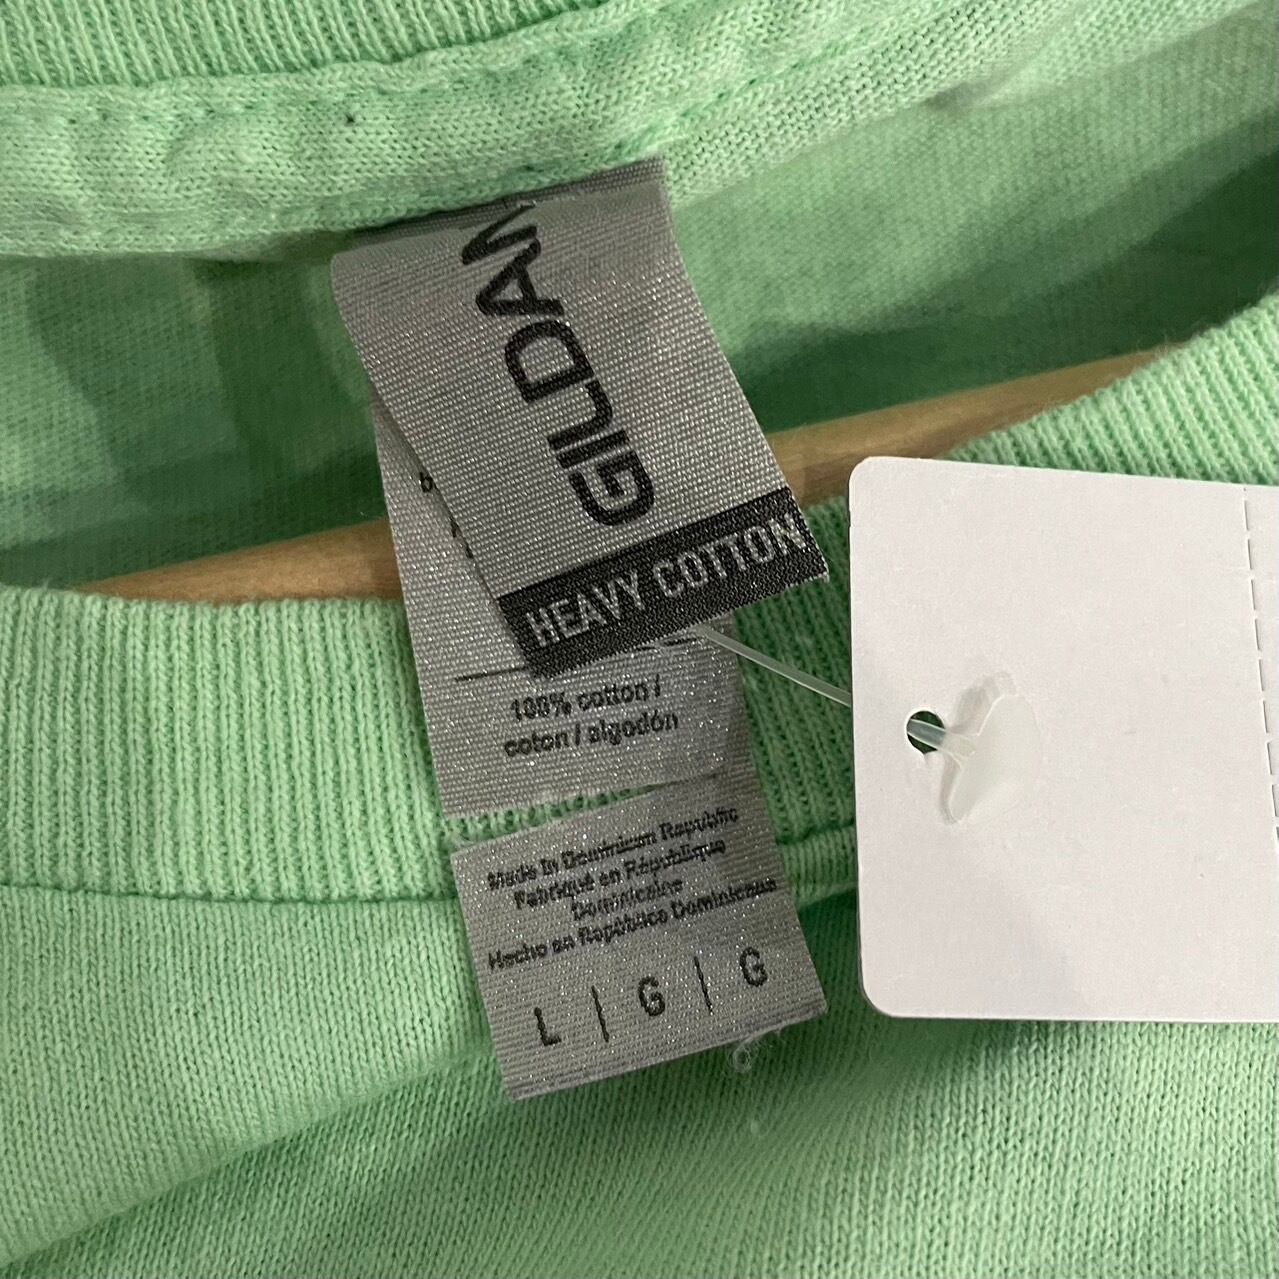 GILDAN
HEAVY COTTON
100% cotton /
coton / algodón
Made in Dominican Republic
Fabriqué en République
Dominicaine
Hecho en República Dominicana
L | G | G